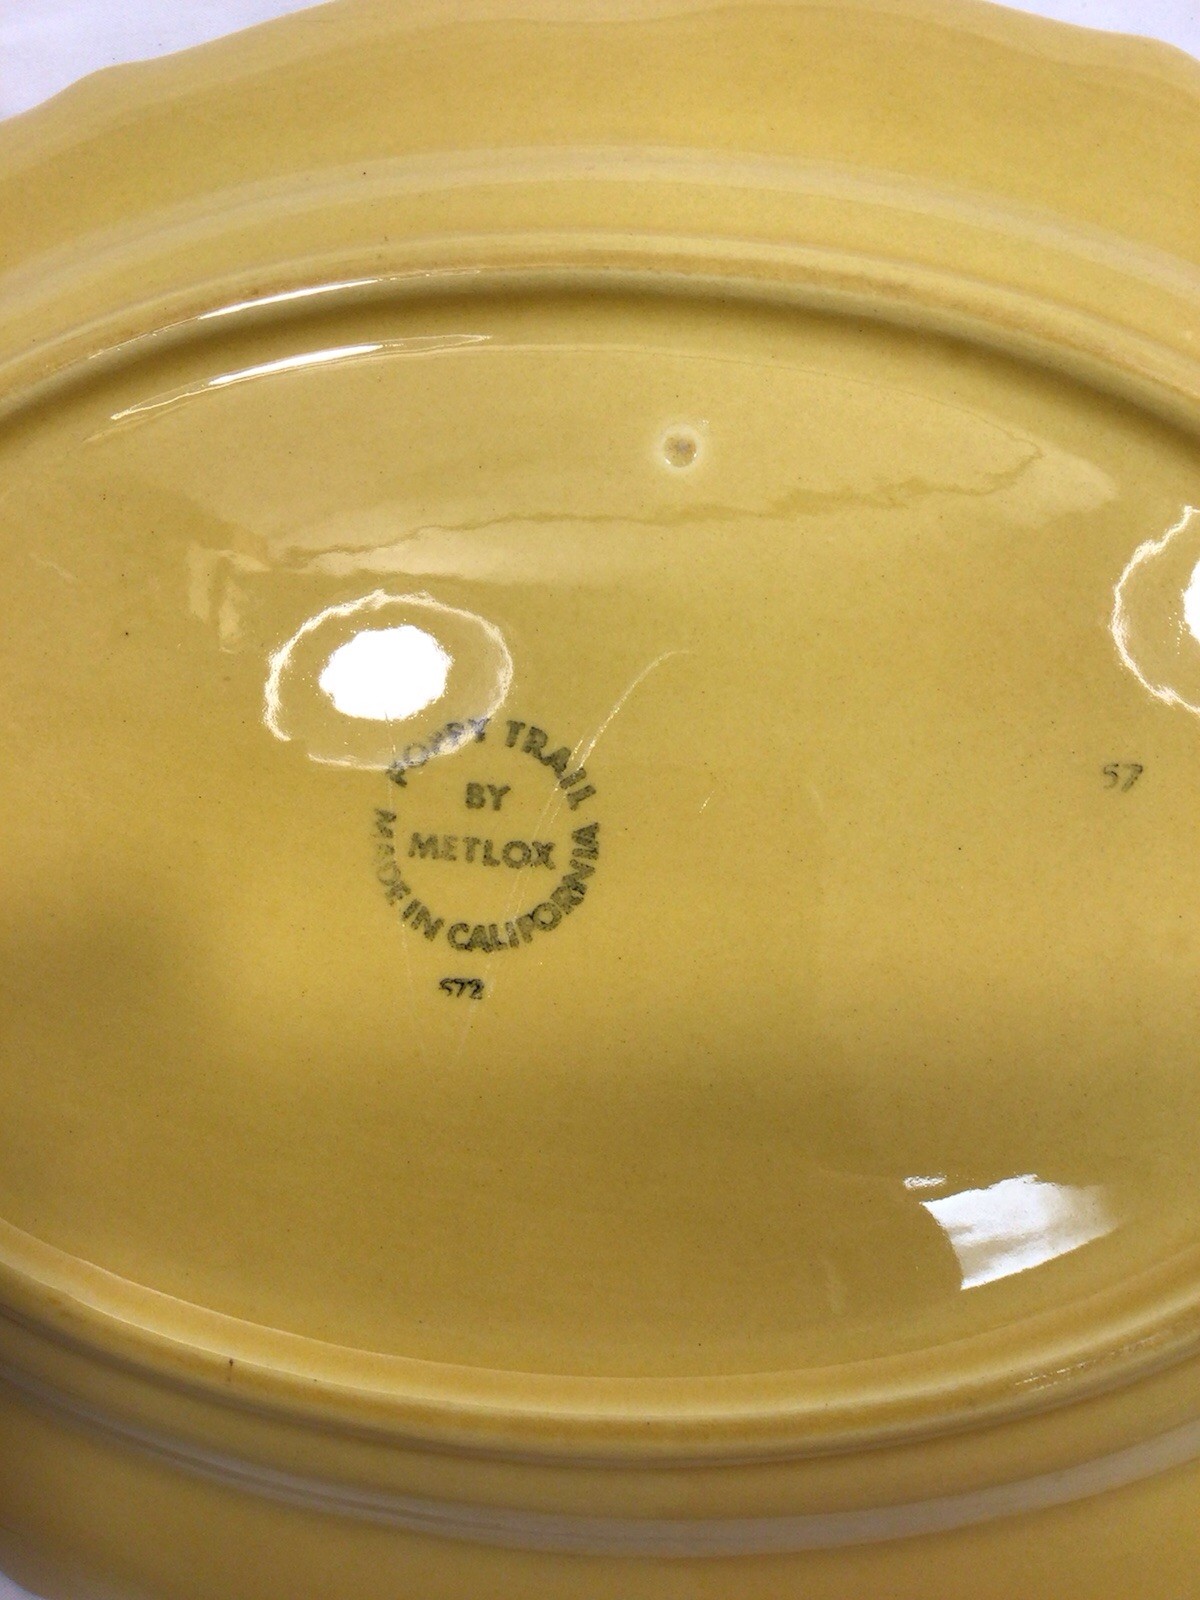 POPPY TRAIL
BY
METLOX
MADE IN CALIFORNIA
572
57